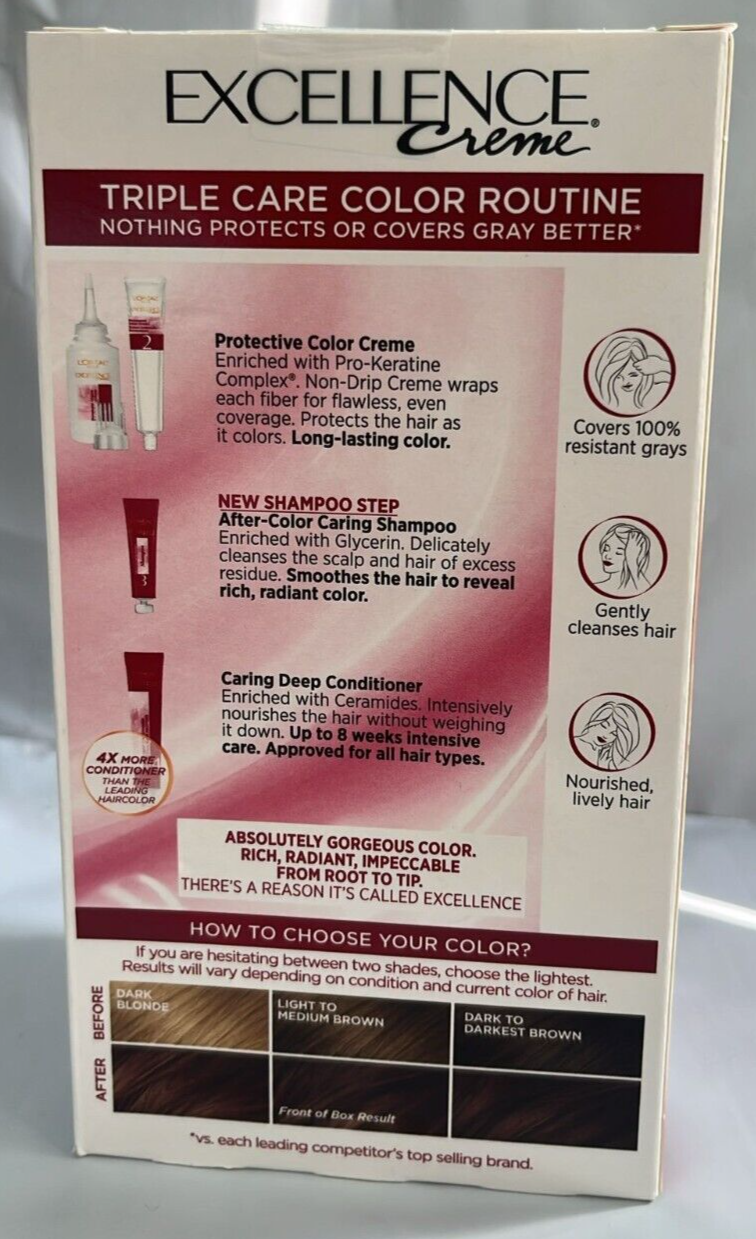 EXCELLENCE®
Creme
TRIPLE CARE COLOR ROUTINE
NOTHING PROTECTS OR COVERS GRAY BETTER*
2
Protective Color Creme
Enriched with Pro-Keratine
Complex®. Non-Drip Creme wraps
each fiber for flawless, even
coverage. Protects the hair as
it colors. Long-lasting color.
Covers 100%
resistant grays
3
NEW SHAMPOO STEP
After-Color Caring Shampoo
Enriched with Glycerin. Delicately
cleanses the scalp and hair of excess
residue. Smoothes the hair to reveal
rich, radiant color.
Gently
cleanses hair
4X MORE
CONDITIONER
THAN THE
LEADING
HAIRCOLOR
Caring Deep Conditioner
Enriched with Ceramides. Intensively
nourishes the hair without weighing
it down. Up to 8 weeks intensive
care. Approved for all hair types.
Nourished,
lively hair
ABSOLUTELY GORGEOUS COLOR.
RICH, RADIANT, IMPECCABLE
FROM ROOT TO TIP.
THERE'S A REASON IT'S CALLED EXCELLENCE
HOW TO CHOOSE YOUR COLOR?
If you are hesitating between two shades, choose the lightest.
Results will vary depending on condition and current color of hair.
BEFORE
DARK
BLONDE
LIGHT TO
MEDIUM BROWN
DARK TO
DARKEST BROWN
AFTER
Front of Box Result
*vs. each leading competitor's top selling brand.